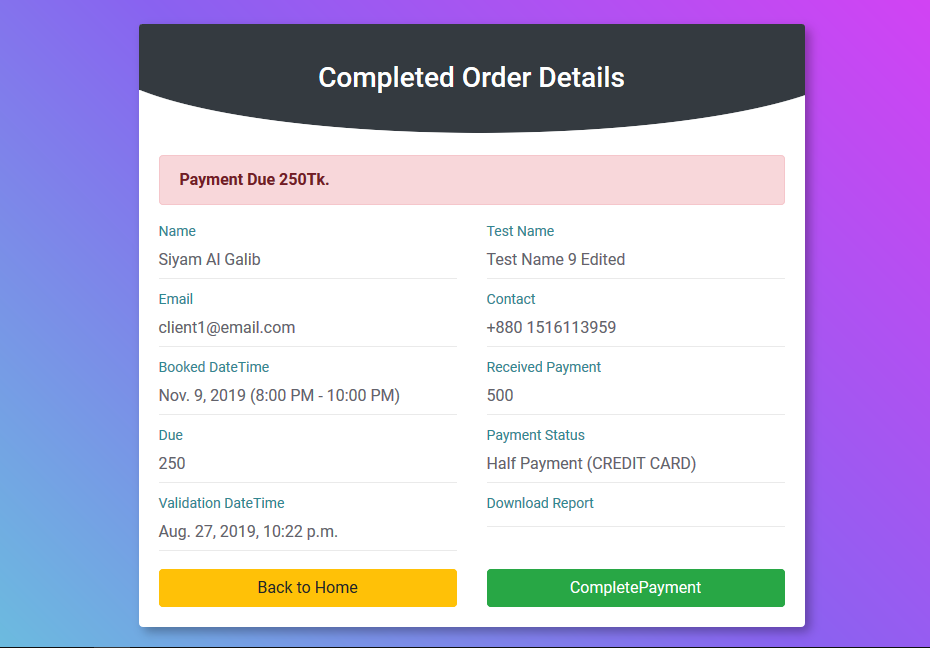 Completed Order Details
Payment Due 250Tk.
Name
Siyam Al Galib
Test Name
Test Name 9 Edited
Email
client1@email.com
Contact
+880 1516113959
Booked DateTime
Nov. 9, 2019 (8:00 PM - 10:00 PM)
Received Payment
500
Due
250
Payment Status
Half Payment (CREDIT CARD)
Validation DateTime
Aug. 27, 2019, 10:22 p.m.
Download Report
Back to Home
CompletePayment